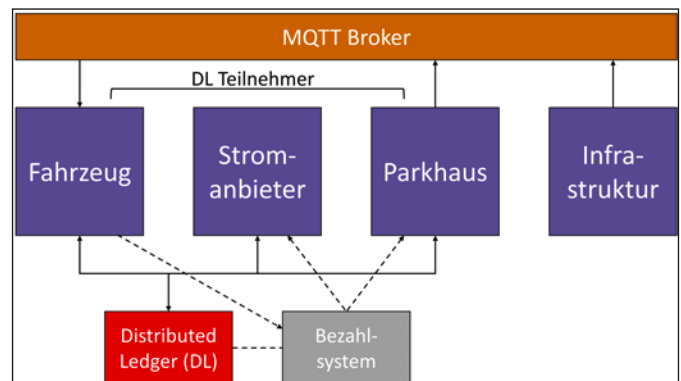 MQTT Broker
DL Teilnehmer
Fahrzeug
Strom-
anbieter
Parkhaus
Infra-
struktur
Distributed
Ledger (DL)
Bezahl-
system